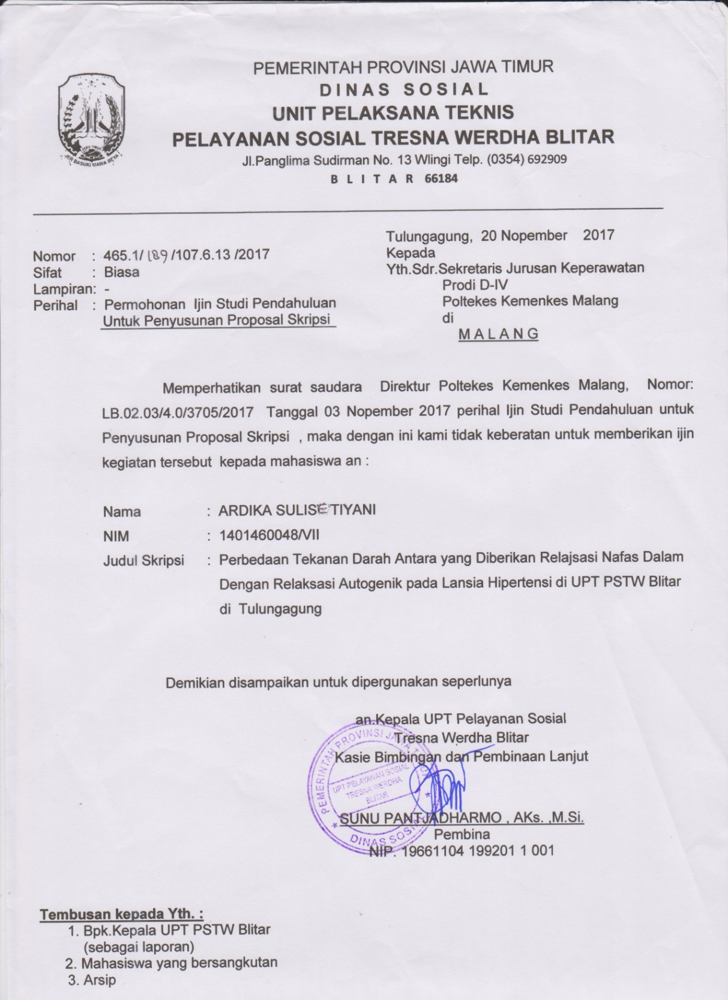 PEMERINTAH PROVINSI JAWA TIMUR
DINAS SOSIAL
UNIT PELAKSANA TEKNIS
PELAYANAN SOSIAL TRESNA WERDHA BLITAR
Jl.Panglima Sudirman No. 13 Wlingi Telp. (0354) 692909
BLITAR 66184
JAWA TIMUR
JER BASUKI MAWA BEYA
Tulungagung, 20 Nopember 2017
Kepada
Yth.Sdr.Sekretaris Jurusan Keperawatan
Prodi D-IV
Poltekes Kemenkes Malang
di
MALANG
Nomor : 465.1/ 189 /107.6.13 /2017
Sifat : Biasa
Lampiran: -
Perihal : Permohonan Ijin Studi Pendahuluan
Untuk Penyusunan Proposal Skripsi
Memperhatikan surat saudara Direktur Poltekes Kemenkes Malang, Nomor:
LB.02.03/4.0/3705/2017 Tanggal 03 Nopember 2017 perihal Ijin Studi Pendahuluan untuk
Penyusunan Proposal Skripsi , maka dengan ini kami tidak keberatan untuk memberikan ijin
kegiatan tersebut kepada mahasiswa an :
Nama : ARDIKA SULISETIYANI
NIM : 1401460048/VII
Judul Skripsi : Perbedaan Tekanan Darah Antara yang Diberikan Relajsasi Nafas Dalam
Dengan Relaksasi Autogenik pada Lansia Hipertensi di UPT PSTW Blitar
di Tulungagung
Demikian disampaikan untuk dipergunakan seperlunya
an.Kepala UPT Pelayanan Sosial
Tresna Werdha Blitar
Kasie Bimbingan dan Pembinaan Lanjut
PEMERINTAH PROVINSI JAWA TIMUR
UPT PELAYANAN SOSIAL
TRESNA WERDHA
BLITAR
DINAS SOSIAL
SUNU PANTJADHARMO , AKs. ,M.Si.
Pembina
NIP. 19661104 199201 1 001
Tembusan kepada Yth. :
1. Bpk.Kepala UPT PSTW Blitar
(sebagai laporan)
2. Mahasiswa yang bersangkutan
3. Arsip